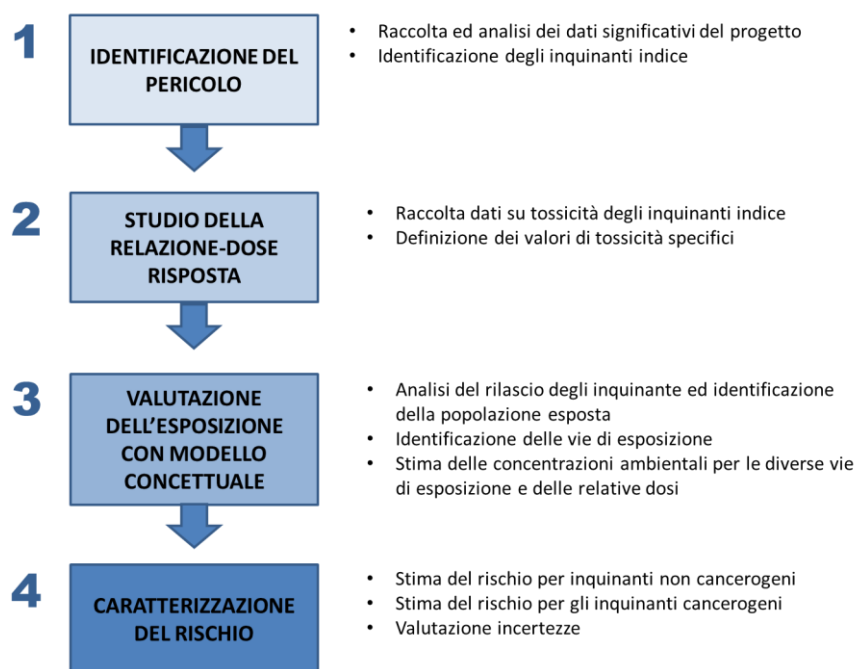 1
IDENTIFICAZIONE DEL
PERICOLO
• Raccolta ed analisi dei dati significativi del progetto
• Identificazione degli inquinanti indice
2
STUDIO DELLA
RELAZIONE-DOSE
RISPOSTA
• Raccolta dati su tossicità degli inquinanti indice
• Definizione dei valori di tossicità specifici
3
VALUTAZIONE
DELL'ESPOSIZIONE
CON MODELLO
CONCETTUALE
• Analisi del rilascio degli inquinante ed identificazione
della popolazione esposta
• Identificazione delle vie di esposizione
• Stima delle concentrazioni ambientali per le diverse vie
di esposizione e delle relative dosi
4
CARATTERIZZAZIONE
DEL RISCHIO
• Stima del rischio per inquinanti non cancerogeni
• Stima del rischio per gli inquinanti cancerogeni
• Valutazione incertezze